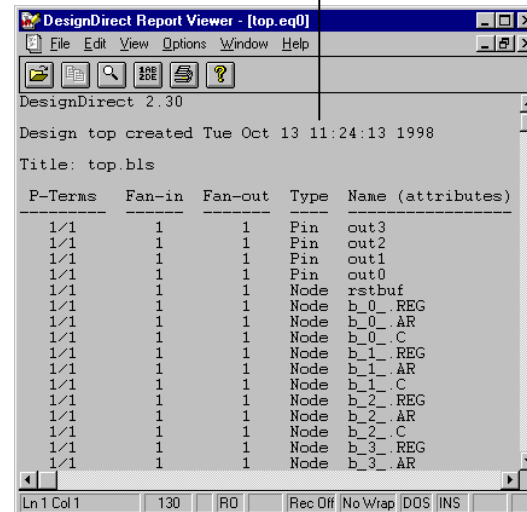 DesignDirect Report Viewer - [top.eq0]
File Edit View Options Window Help
DesignDirect 2.30
Design top created Tue Oct 13 11:24:13 1998
Title: top.bls
P-Terms Fan-in Fan-out Type Name (attributes)
--------- ------ ------- ---- -----------------
1/1 1 1 Pin out3
1/1 1 1 Pin out2
1/1 1 1 Pin out1
1/1 1 1 Pin out0
1/1 1 1 Node rstbuf
1/1 1 1 Node b_0_.REG
1/1 1 1 Node b_0_.AR
1/1 1 1 Node b_0_.C
1/1 1 1 Node b_1_.REG
1/1 1 1 Node b_1_.AR
1/1 1 1 Node b_1_.C
1/1 1 1 Node b_2_.REG
1/1 1 1 Node b_2_.AR
1/1 1 1 Node b_2_.C
1/1 1 1 Node b_3_.REG
1/1 1 1 Node b_3_.AR
Ln 1 Col 1 130 RO Rec Off No Wrap DOS INS